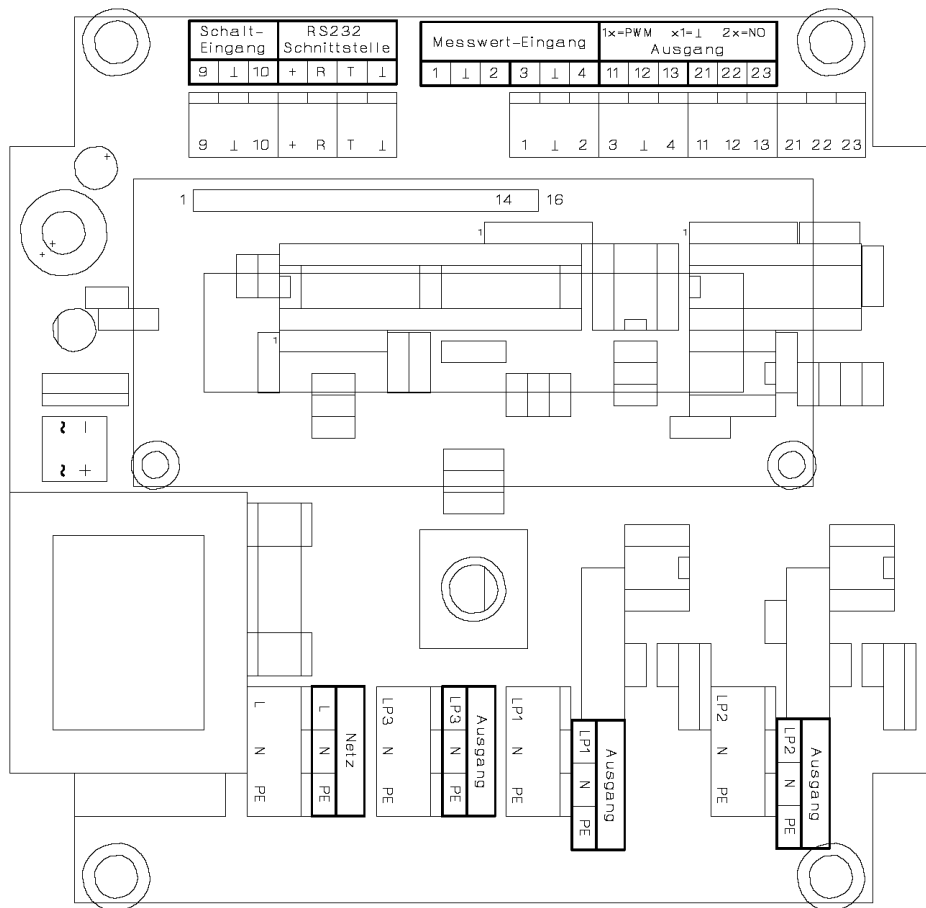 Schalt- RS232
Eingang Schnittstelle
9 ⊥ 10 + R T ⊥
Messwert-Eingang
1x=PWM x1=⊥ 2x=NO
Ausgang
1 ⊥ 2 3 ⊥ 4 11 12 13 21 22 23
9 ⊥ 10 + R T ⊥
1 ⊥ 2 3 ⊥ 4 11 12 13 21 22 23
+
1 14 16
+
+
1
1
1
~ -
~ +
L N PE
L N PE
Netz
LP3 N PE
LP3 N PE
Ausgang
LP1 N PE
LP1 N PE
Ausgang
LP2 N PE
LP2 N PE
Ausgang